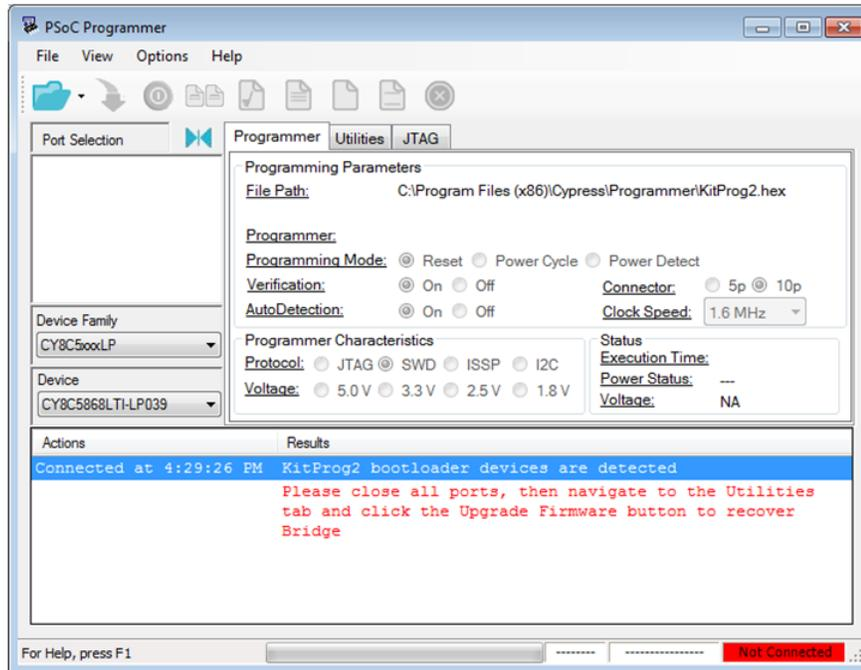 PSoC Programmer
File View Options Help
Port Selection
Programmer Utilities JTAG
Programming Parameters
File Path: C:\Program Files (x86)\Cypress\Programmer\KitProg2.hex
Programmer:
Programming Mode: Reset Power Cycle Power Detect
Verification: On Off Connector: 5p 10p
AutoDetection: On Off Clock Speed: 1.6 MHz
Device Family
CY8C5xxxLP
Device
CY8C5868LTI-LP039
Programmer Characteristics
Protocol: JTAG SWD ISSP I2C
Voltage: 5.0 V 3.3 V 2.5 V 1.8 V
Status
Execution Time:
Power Status: ---
Voltage: NA
Actions Results
Connected at 4:29:26 PM KitProg2 bootloader devices are detected
Please close all ports, then navigate to the Utilities
tab and click the Upgrade Firmware button to recover
Bridge
For Help, press F1 -------- ---------------- Not Connected